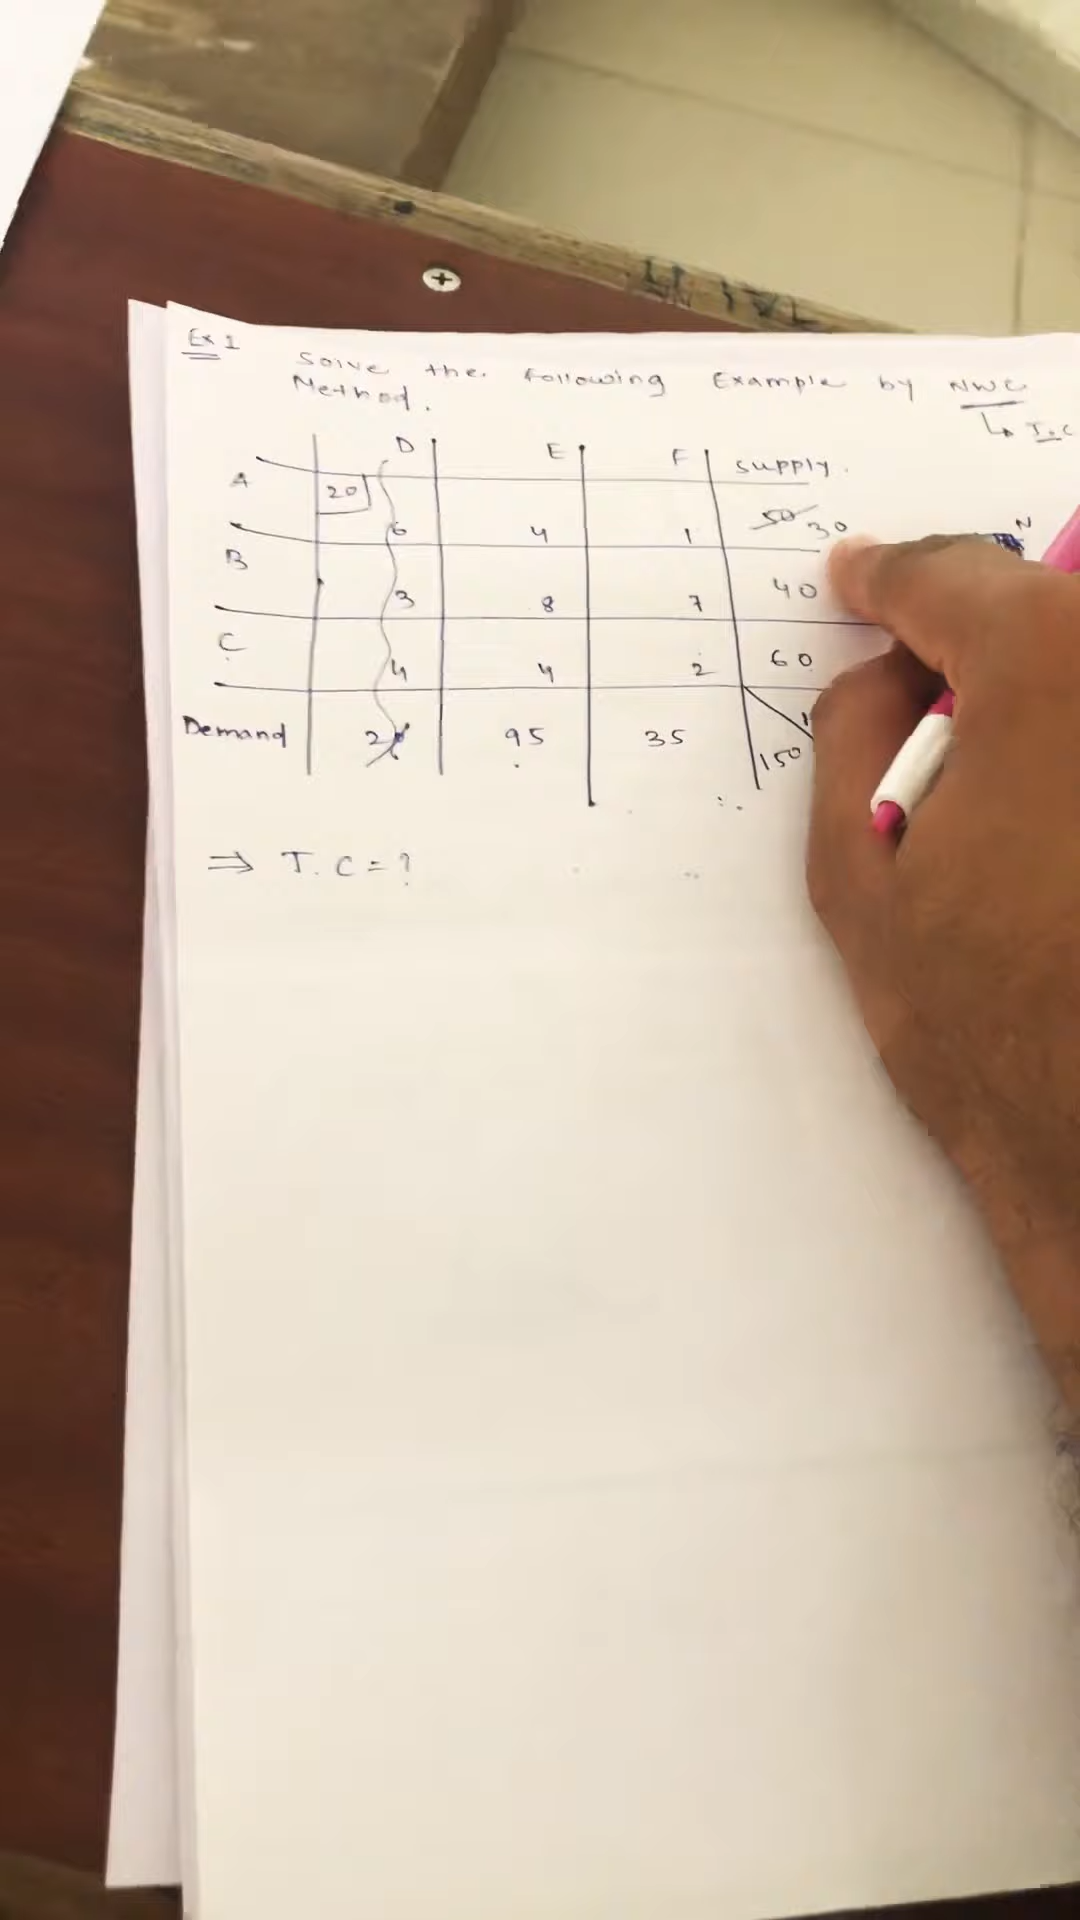 Ex 1 Solve the following Example by NWC
Method. ↳ T.C
D E F Supply.
A 20 6 4 1 50 30
B 3 8 7 40
C 4 4 2 60
Demand 20 95 35 150
⇒ T.C = ?
N